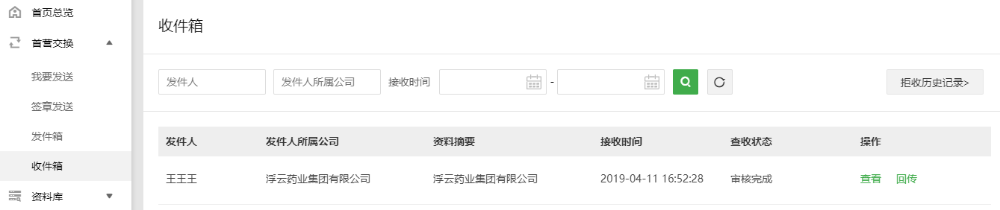 首页总览
首营交换
我要发送
签章发送
发件箱
收件箱
资料库
收件箱
发件人 发件人所属公司 接收时间 - 拒收历史记录>
发件人 发件人所属公司 资料摘要 接收时间 查收状态 操作
王王王 浮云药业集团有限公司 浮云药业集团有限公司 2019-04-11 16:52:28 审核完成 查看 回传